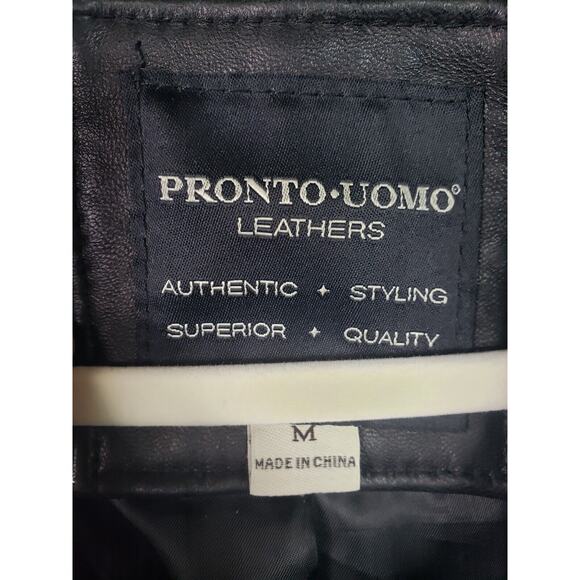 PRONTO·UOMO®
LEATHERS
AUTHENTIC + STYLING
SUPERIOR + QUALITY
M
MADE IN CHINA